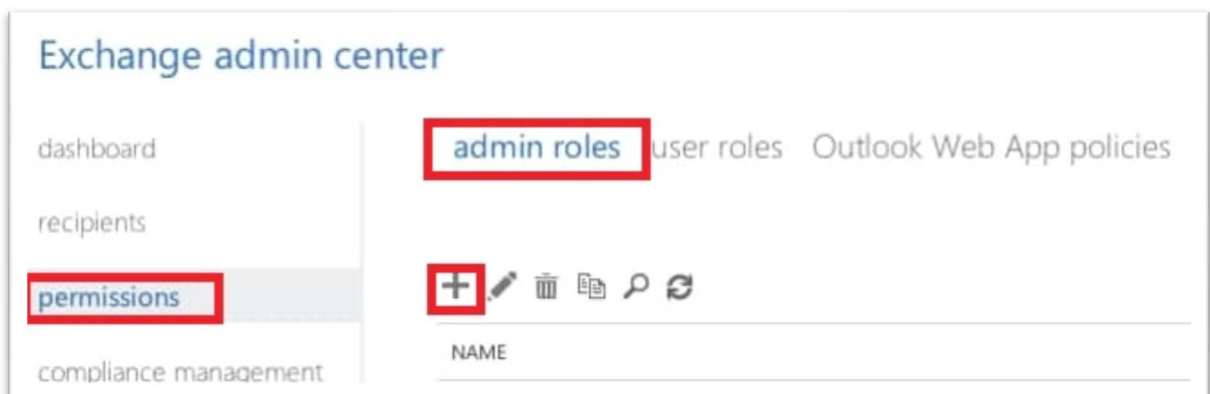 Exchange admin center
dashboard
recipients
permissions
compliance management
admin roles user roles Outlook Web App policies
NAME